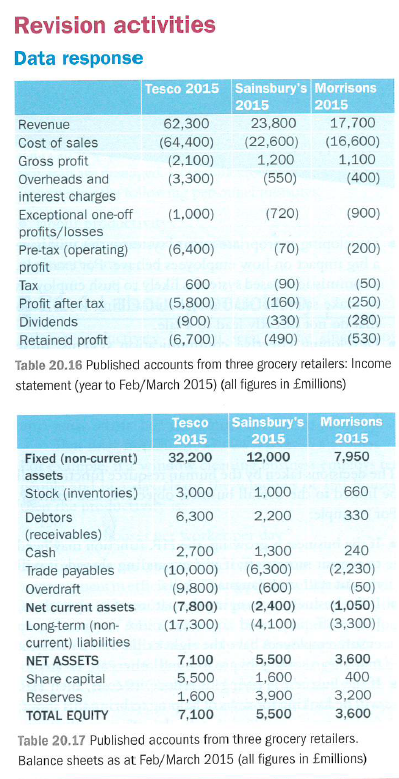 Revision activities
Data response
Tesco 2015 Sainsbury's 2015 Morrisons 2015
Revenue 62,300 23,800 17,700
Cost of sales (64,400) (22,600) (16,600)
Gross profit (2,100) 1,200 1,100
Overheads and interest charges (3,300) (550) (400)
Exceptional one-off profits/losses (1,000) (720) (900)
Pre-tax (operating) profit (6,400) (70) (200)
Tax 600 (90) (50)
Profit after tax (5,800) (160) (250)
Dividends (900) (330) (280)
Retained profit (6,700) (490) (530)
Table 20.16 Published accounts from three grocery retailers: Income
statement (year to Feb/March 2015) (all figures in £millions)
Tesco 2015 Sainsbury's 2015 Morrisons 2015
Fixed (non-current) assets 32,200 12,000 7,950
Stock (inventories) 3,000 1,000 660
Debtors (receivables) 6,300 2,200 330
Cash 2,700 1,300 240
Trade payables (10,000) (6,300) (2,230)
Overdraft (9,800) (600) (50)
Net current assets (7,800) (2,400) (1,050)
Long-term (non-current) liabilities (17,300) (4,100) (3,300)
NET ASSETS 7,100 5,500 3,600
Share capital 5,500 1,600 400
Reserves 1,600 3,900 3,200
TOTAL EQUITY 7,100 5,500 3,600
Table 20.17 Published accounts from three grocery retailers.
Balance sheets as at Feb/March 2015 (all figures in £millions)